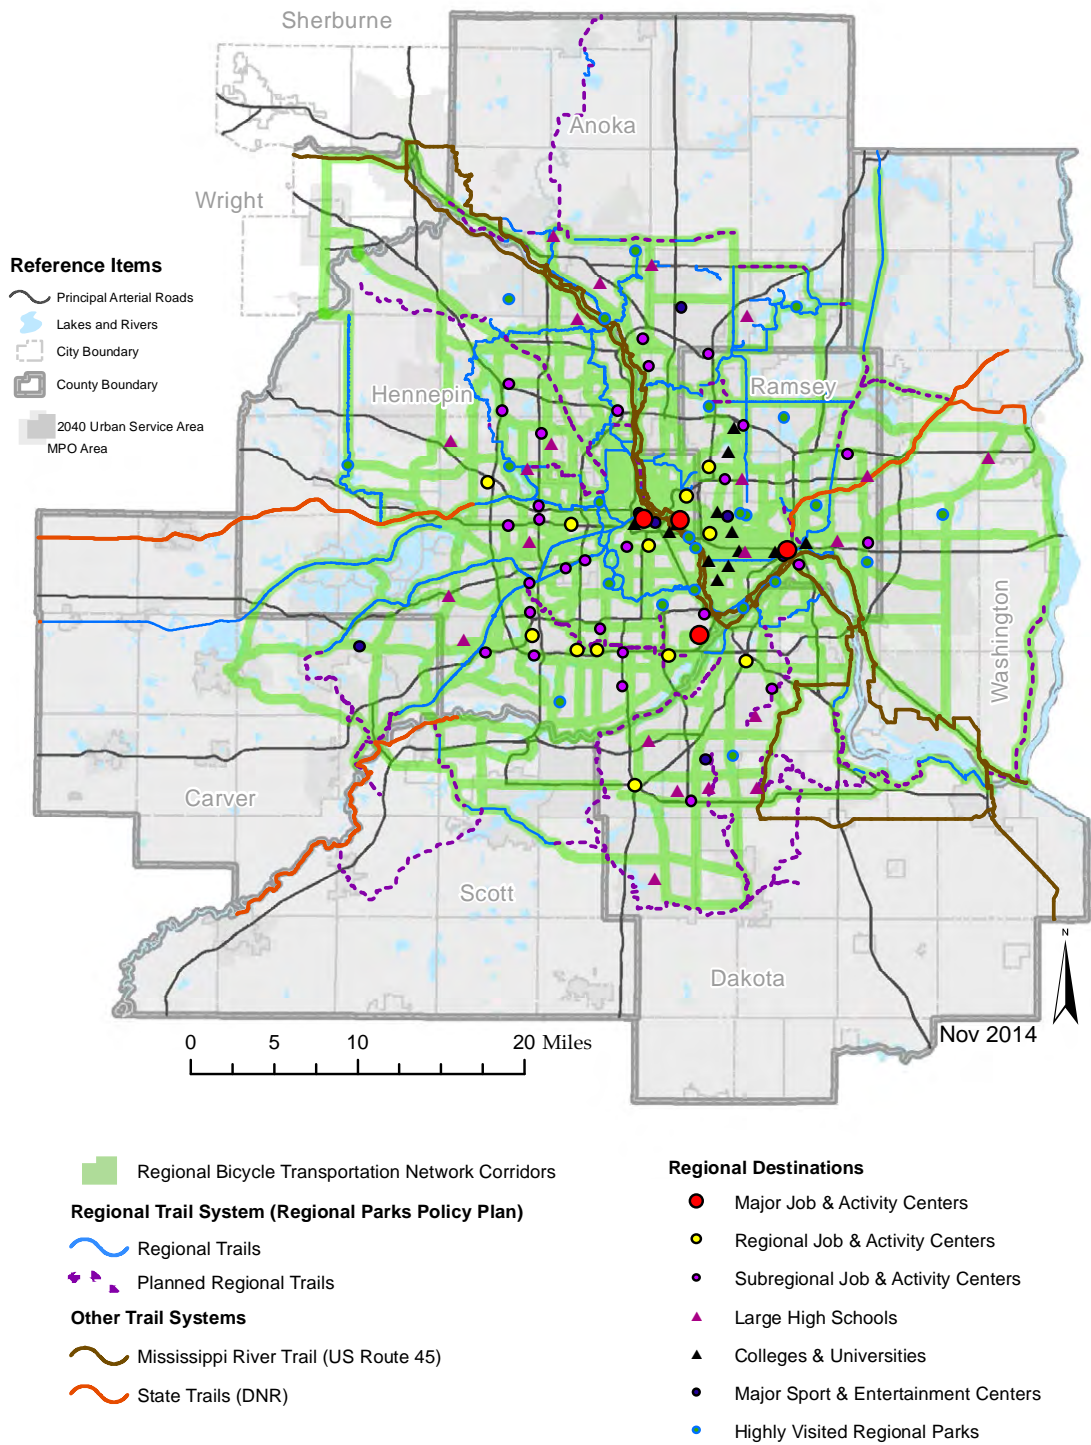 Sherburne
Anoka
Wright
Reference Items
Principal Arterial Roads
Lakes and Rivers
City Boundary
County Boundary
2040 Urban Service Area
MPO Area
Hennepin
Ramsey
Washington
Carver
Scott
Dakota
N
Nov 2014
0 5 10 20 Miles
Regional Bicycle Transportation Network Corridors
Regional Trail System (Regional Parks Policy Plan)
Regional Trails
Planned Regional Trails
Other Trail Systems
Mississippi River Trail (US Route 45)
State Trails (DNR)
Regional Destinations
Major Job & Activity Centers
Regional Job & Activity Centers
Subregional Job & Activity Centers
Large High Schools
Colleges & Universities
Major Sport & Entertainment Centers
Highly Visited Regional Parks